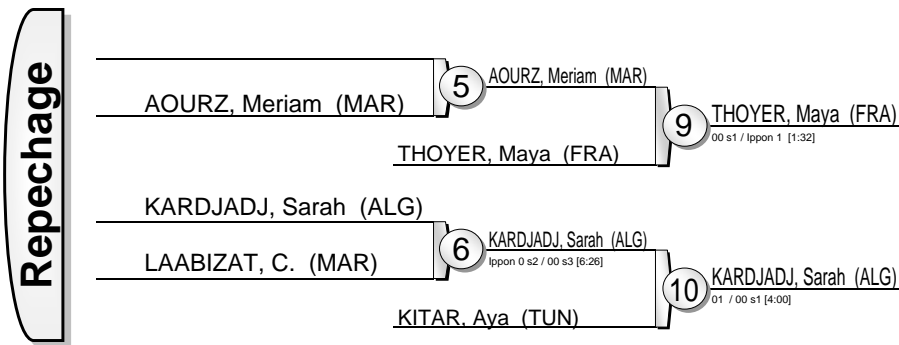 Repechage
AOURZ, Meriam (MAR)
5
AOURZ, Meriam (MAR)
THOYER, Maya (FRA)
9
THOYER, Maya (FRA)
00 s1 / Ippon 1 [1:32]
KARDJADJ, Sarah (ALG)
LAABIZAT, C. (MAR)
6
KARDJADJ, Sarah (ALG)
Ippon 0 s2 / 00 s3 [6:26]
KITAR, Aya (TUN)
10
KARDJADJ, Sarah (ALG)
01 / 00 s1 [4:00]